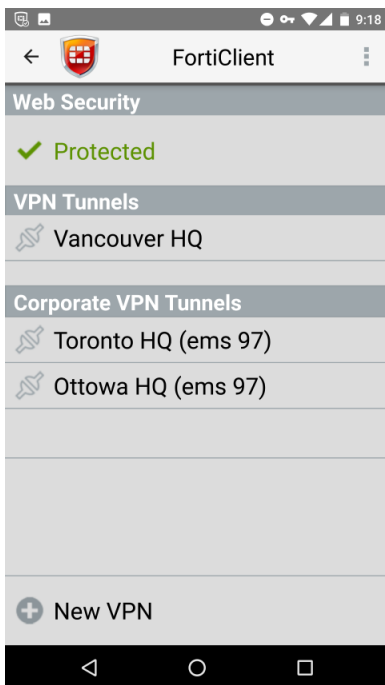 9:18
FortiClient
Web Security
Protected
VPN Tunnels
Vancouver HQ
Corporate VPN Tunnels
Toronto HQ (ems 97)
Ottowa HQ (ems 97)
New VPN